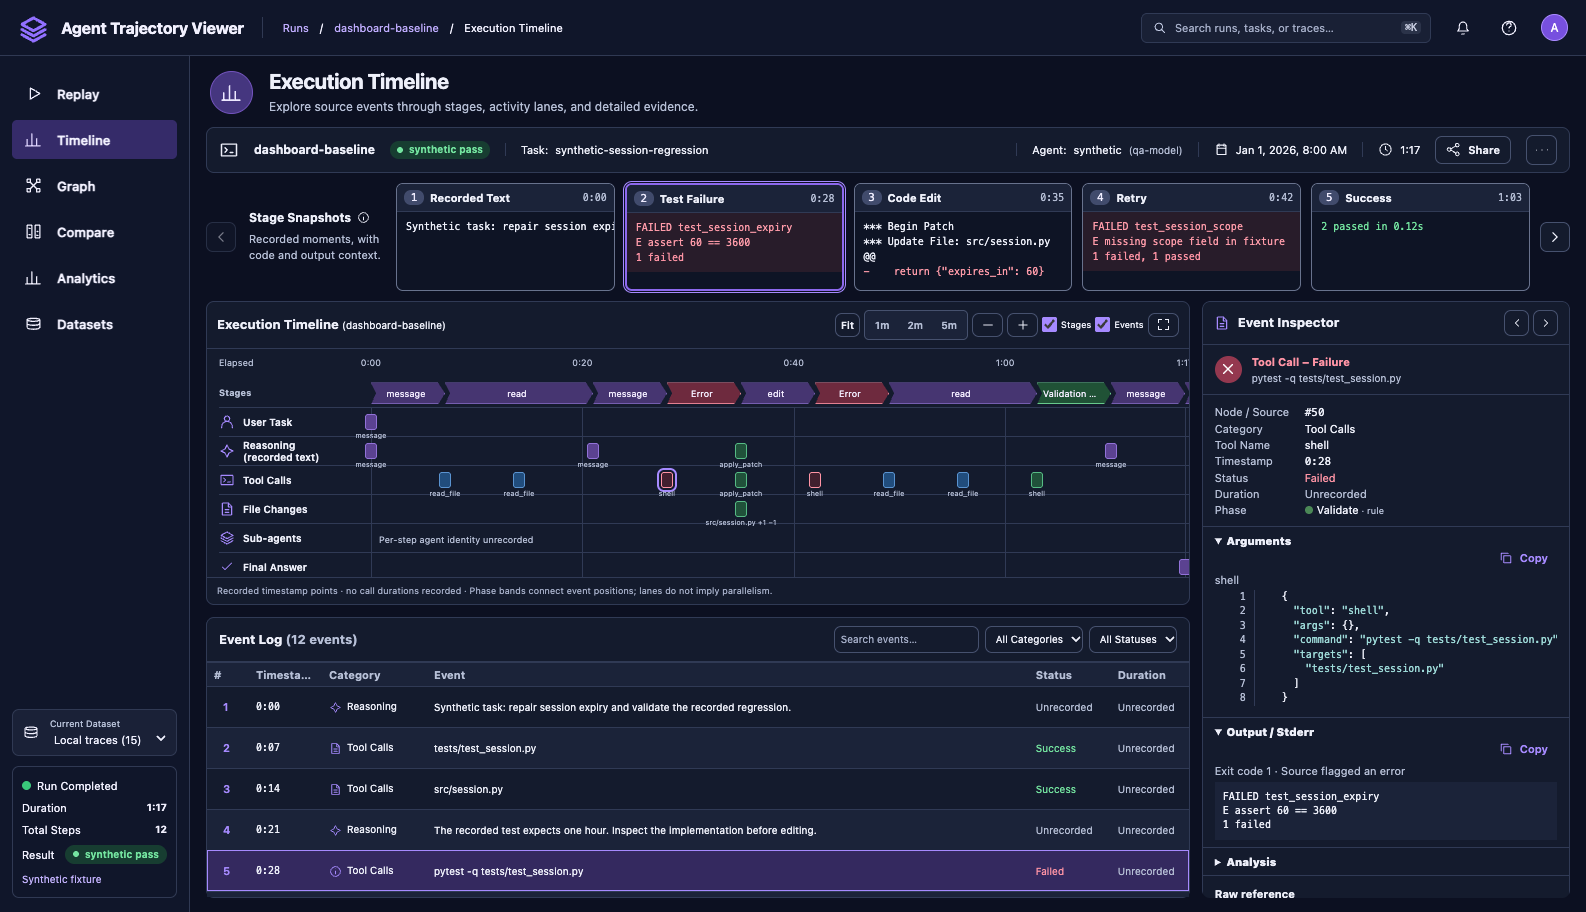 Agent Trajectory Viewer
Runs / dashboard-baseline / Execution Timeline
Search runs, tasks, or traces... ⌘K
A
Replay
Timeline
Graph
Compare
Analytics
Datasets
Current Dataset
Local traces (15)
Run Completed
Duration 1:17
Total Steps 12
Result synthetic pass
Synthetic fixture
Execution Timeline
Explore source events through stages, activity lanes, and detailed evidence.
dashboard-baseline synthetic pass Task: synthetic-session-regression Agent: synthetic (qa-model) Jan 1, 2026, 8:00 AM 1:17 Share ...
Stage Snapshots
Recorded moments, with
code and output context.
1 Recorded Text 0:00
Synthetic task: repair session expi
2 Test Failure 0:28
FAILED test_session_expiry
E assert 60 == 3600
1 failed
3 Code Edit 0:35
*** Begin Patch
*** Update File: src/session.py
@@
- return {"expires_in": 60}
4 Retry 0:42
FAILED test_session_scope
E missing scope field in fixture
1 failed, 1 passed
5 Success 1:03
2 passed in 0.12s
Execution Timeline (dashboard-baseline)
Fit 1m 2m 5m − + Stages Events
Elapsed 0:00 0:20 0:40 1:00 1:1
Stages message read message Error edit Error read Validation ... message
User Task
message
Reasoning
(recorded text)
message message apply_patch message
Tool Calls
read_file read_file shell apply_patch shell read_file read_file shell
File Changes
src/session.py +1 −1
Sub-agents Per-step agent identity unrecorded
Final Answer
Recorded timestamp points · no call durations recorded · Phase bands connect event positions; lanes do not imply parallelism.
Event Log (12 events)
Search events... All Categories All Statuses
# Timesta... Category Event Status Duration
1 0:00 Reasoning Synthetic task: repair session expiry and validate the recorded regression. Unrecorded Unrecorded
2 0:07 Tool Calls tests/test_session.py Success Unrecorded
3 0:14 Tool Calls src/session.py Success Unrecorded
4 0:21 Reasoning The recorded test expects one hour. Inspect the implementation before editing. Unrecorded Unrecorded
5 0:28 Tool Calls pytest -q tests/test_session.py Failed Unrecorded
Event Inspector
Tool Call – Failure
pytest -q tests/test_session.py
Node / Source #50
Category Tool Calls
Tool Name shell
Timestamp 0:28
Status Failed
Duration Unrecorded
Phase Validate · rule
Arguments
Copy
shell
1 {
2 "tool": "shell",
3 "args": {},
4 "command": "pytest -q tests/test_session.py"
5 "targets": [
6 "tests/test_session.py"
7 ]
8 }
Output / Stderr
Copy
Exit code 1 · Source flagged an error
FAILED test_session_expiry
E assert 60 == 3600
1 failed
Analysis
Raw reference